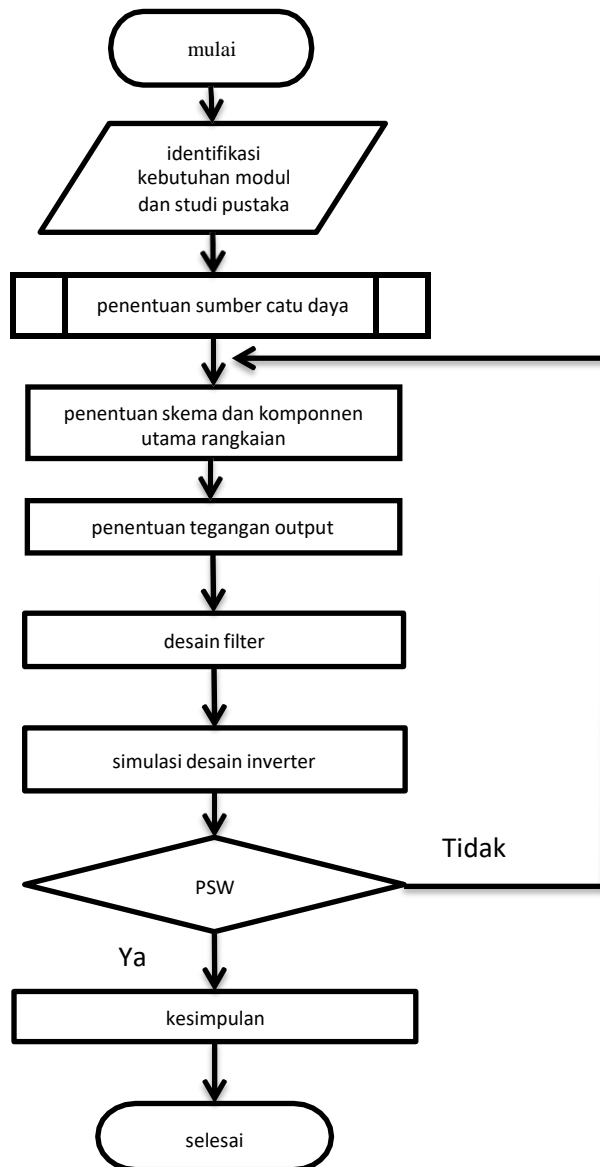 mulai
identifikasi
kebutuhan modul
dan studi pustaka
penentuan sumber catu daya
penentuan skema dan komponnen
utama rangkaian
penentuan tegangan output
desain filter
simulasi desain inverter
Tidak
PSW
Ya
kesimpulan
selesai